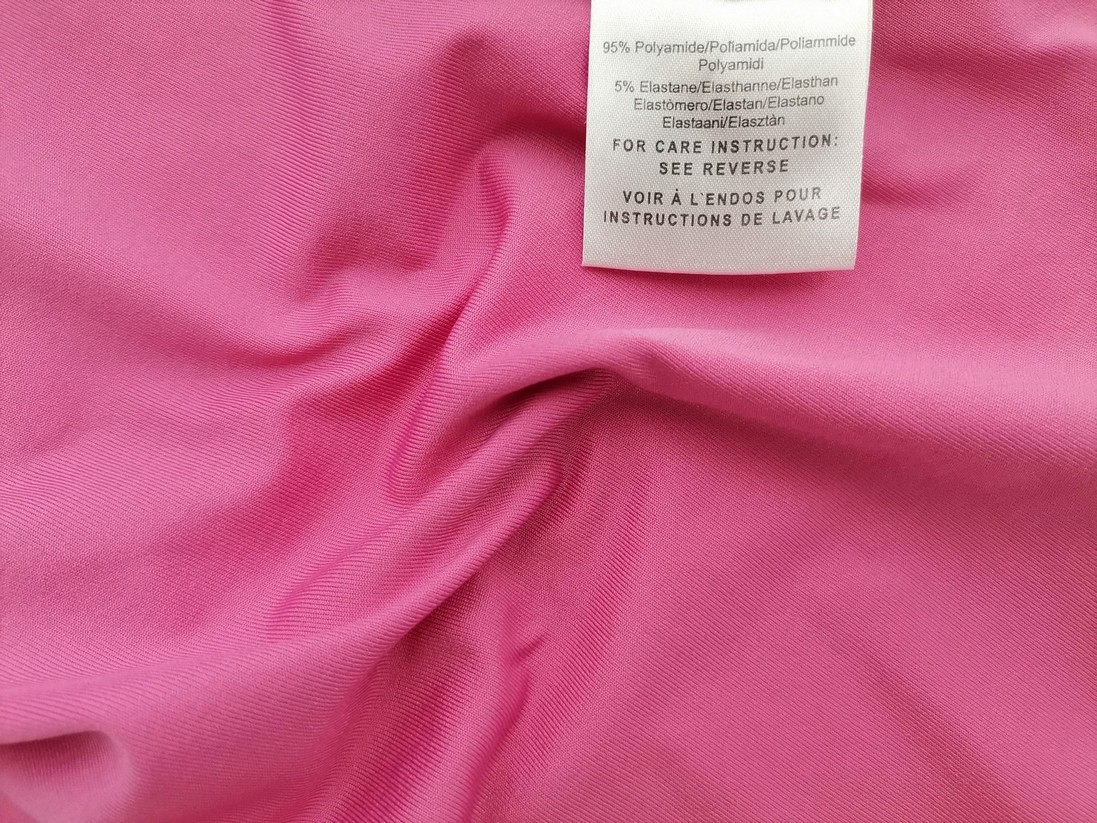 95% Polyamide/Poliamida/Poliammide
Polyamidi
5% Elastane/Elasthanne/Elasthan
Elastómero/Elastan/Elastano
Elastaani/Elasztàn
FOR CARE INSTRUCTION:
SEE REVERSE
VOIR À L`ENDOS POUR
INSTRUCTIONS DE LAVAGE